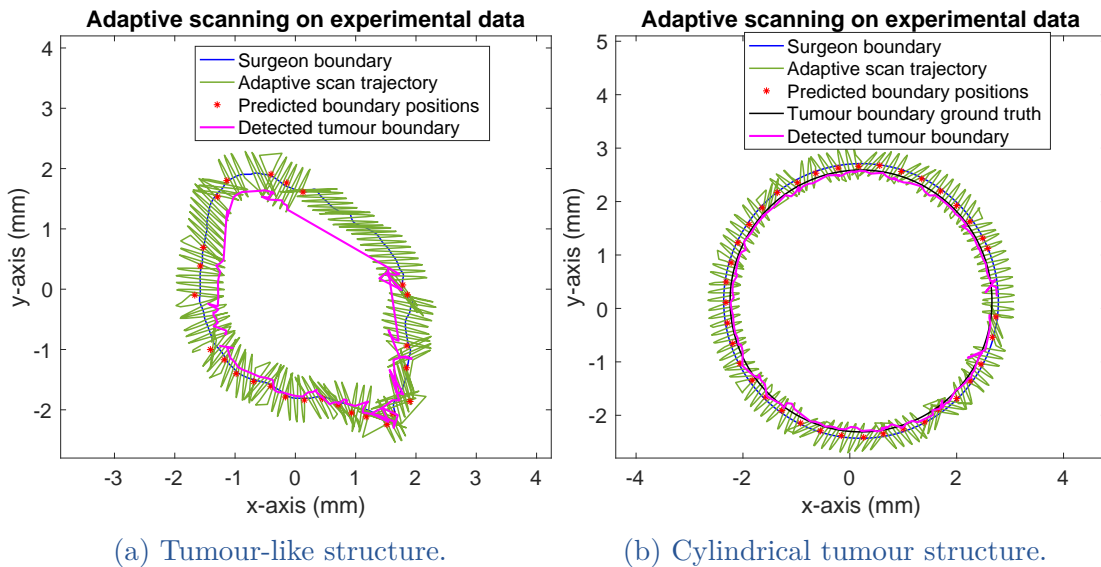 Adaptive scanning on experimental data
Surgeon boundary
Adaptive scan trajectory
Predicted boundary positions
Detected tumour boundary
y-axis (mm)
4
3
2
1
0
-1
-2
-3
-2
-1
0
1
2
3
4
x-axis (mm)
(a) Tumour-like structure.
Adaptive scanning on experimental data
Surgeon boundary
Adaptive scan trajectory
Predicted boundary positions
Tumour boundary ground truth
Detected tumour boundary
y-axis (mm)
5
4
3
2
1
0
-1
-2
-4
-2
0
2
4
x-axis (mm)
(b) Cylindrical tumour structure.